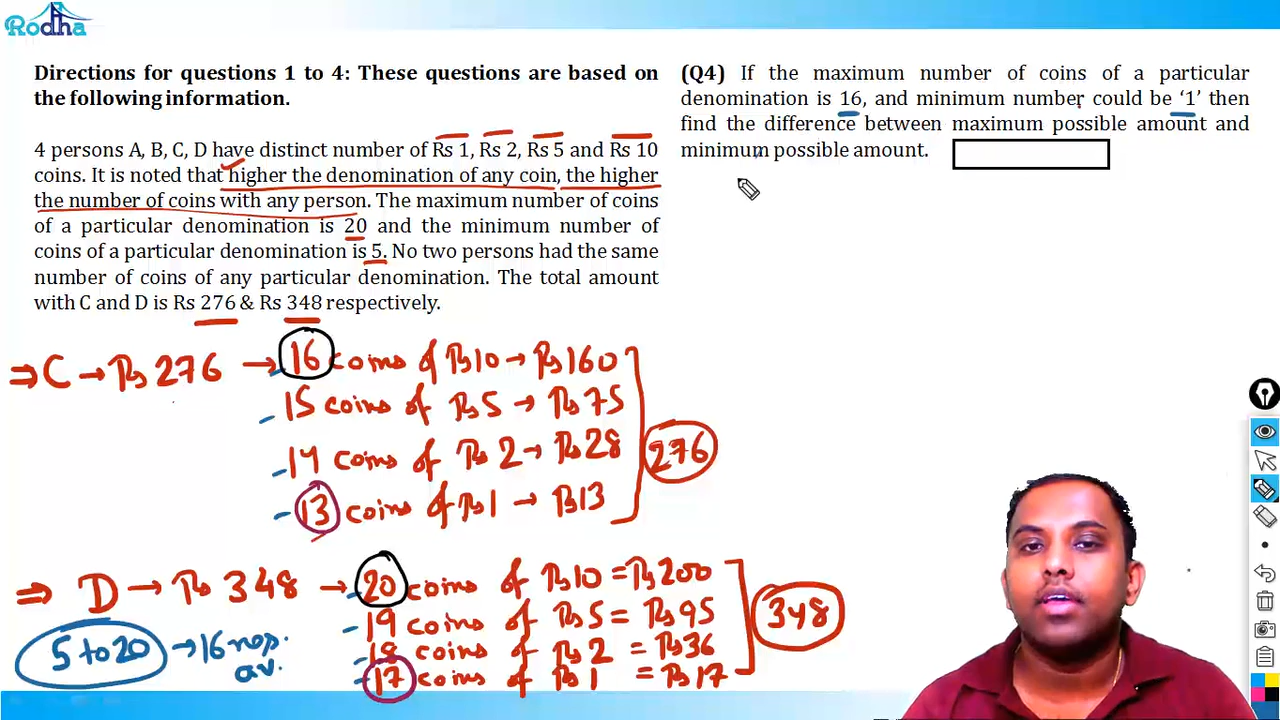 Rodha
Directions for questions 1 to 4: These questions are based on
the following information.
4 persons A, B, C, D have distinct number of Rs 1, Rs 2, Rs 5 and Rs 10
coins. It is noted that higher the denomination of any coin, the higher
the number of coins with any person. The maximum number of coins
of a particular denomination is 20 and the minimum number of
coins of a particular denomination is 5. No two persons had the same
number of coins of any particular denomination. The total amount
with C and D is Rs 276 & Rs 348 respectively.
(Q4) If the maximum number of coins of a particular
denomination is 16, and minimum number could be ‘1’ then
find the difference between maximum possible amount and
minimum possible amount.
⇒ C → Rs 276 → 16 coins of Rs 10 → Rs 160
15 coins of Rs 5 → Rs 75
14 coins of Rs 2 → Rs 28
276
13 coins of Rs 1 → Rs 13
⇒ D → Rs 348 → 20 coins of Rs 10 = Rs 200
19 coins of Rs 5 = Rs 95
348
18 coins of Rs 2 = Rs 36
17 coins of Rs 1 = Rs 17
5 to 20 → 16 nos.
av.